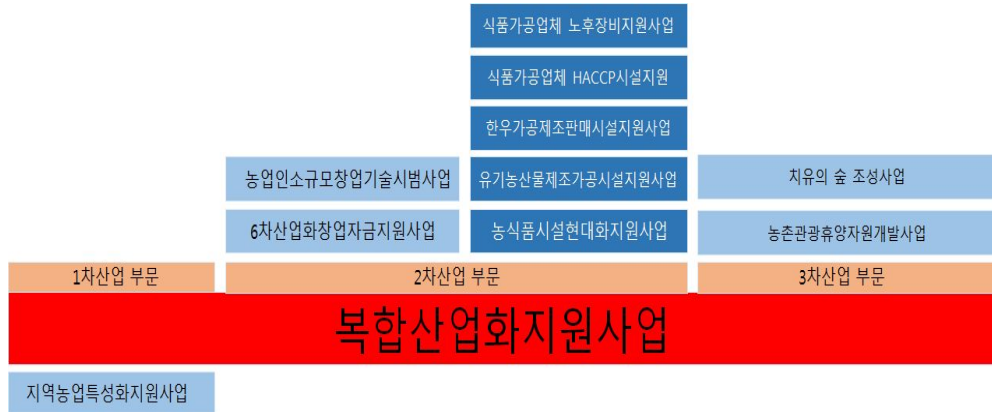 식품가공업체 노후장비지원사업
식품가공업체 HACCP시설지원
한우가공제조판매시설지원사업
농업인소규모창업기술시범사업
유기농산물제조가공시설지원사업
치유의 숲 조성사업
6차산업화창업자금지원사업
농식품시설현대화지원사업
농촌관광휴양자원개발사업
1차산업 부문
2차산업 부문
3차산업 부문
복합산업화지원사업
지역농업특성화지원사업